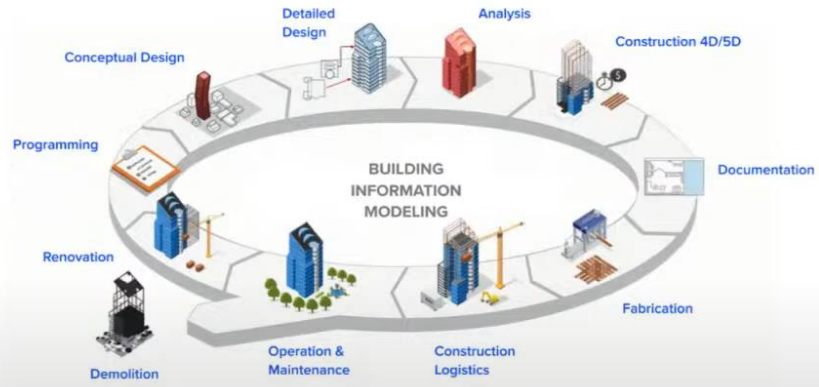 Detailed
Design
Analysis
Conceptual Design
Construction 4D/5D
Programming
BUILDING
INFORMATION
MODELING
Documentation
Renovation
Fabrication
Operation &
Maintenance
Construction
Logistics
Demolition